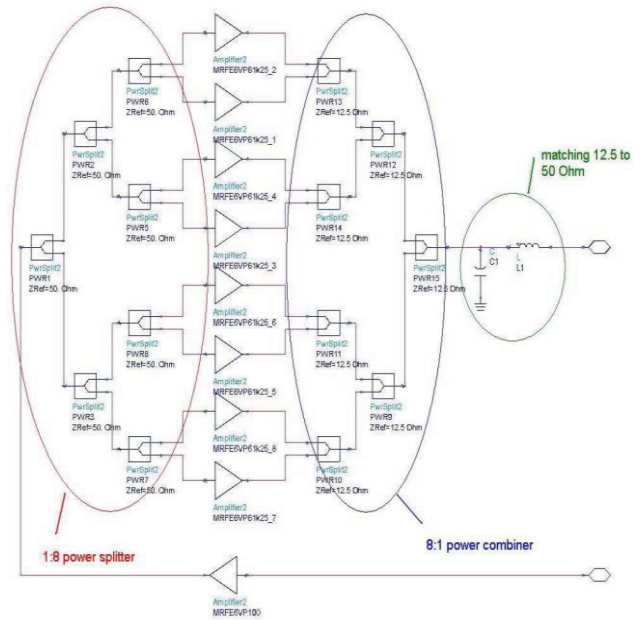 Amplifier2
MRFE6VP61k25_2
PwrSplit2
PWR6
ZRef=50. Ohm
PwrSplit2
PWR13
ZRef=12.5 Ohm
Amplifier2
MRFE6VP61k25_1
PwrSplit2
PWR2
ZRef=50. Ohm
PwrSplit2
PWR12
ZRef=12.5 Ohm
matching 12.5 to
50 Ohm
Amplifier2
MRFE6VP61k25_4
PwrSplit2
PWR5
ZRef=50. Ohm
PwrSplit2
PWR14
ZRef=12.5 Ohm
Amplifier2
MRFE6VP61k25_3
PwrSplit2
PWR1
ZRef=50. Ohm
PwrSplit2
PWR15
ZRef=12.5 Ohm
C
C1
L
L1
Amplifier2
MRFE6VP61k25_6
PwrSplit2
PWR8
ZRef=50. Ohm
PwrSplit2
PWR11
ZRef=12.5 Ohm
Amplifier2
MRFE6VP61k25_5
PwrSplit2
PWR3
ZRef=50. Ohm
PwrSplit2
PWR9
ZRef=12.5 Ohm
Amplifier2
MRFE6VP61k25_8
PwrSplit2
PWR7
ZRef=50. Ohm
PwrSplit2
PWR10
ZRef=12.5 Ohm
Amplifier2
MRFE6VP61k25_7
1:8 power splitter
8:1 power combiner
Amplifier2
MRFE6VP100